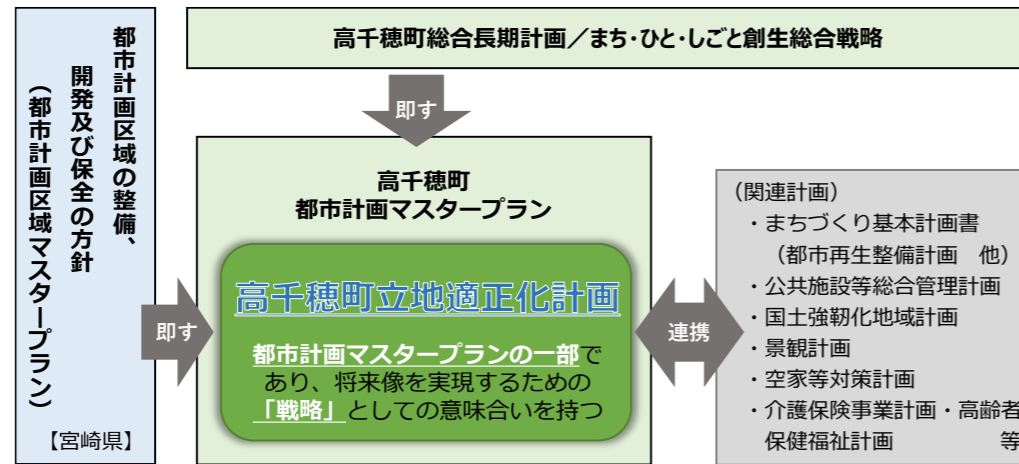 都市計画区域の整備、
開発及び保全の方針
（都市計画区域マスタープラン）
【宮崎県】
高千穂町総合長期計画／まち・ひと・しごと創生総合戦略
即す
高千穂町
都市計画マスタープラン
高千穂町立地適正化計画
都市計画マスタープランの一部で
あり、将来像を実現するための
「戦略」としての意味合いを持つ
即す
連携
（関連計画）
・まちづくり基本計画書
（都市再生整備計画　他）
・公共施設等総合管理計画
・国土強靭化地域計画
・景観計画
・空家等対策計画
・介護保険事業計画・高齢者
保健福祉計画　等